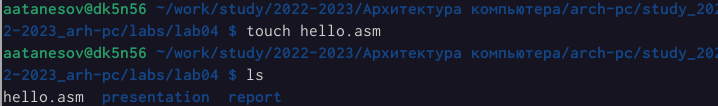 aatanesov@dk5n56 ~/work/study/2022-2023/Архитектура компьютера/arch-pc/study_202
2-2023_arh-pc/labs/lab04 $ touch hello.asm
aatanesov@dk5n56 ~/work/study/2022-2023/Архитектура компьютера/arch-pc/study_202
2-2023_arh-pc/labs/lab04 $ ls
hello.asm presentation report